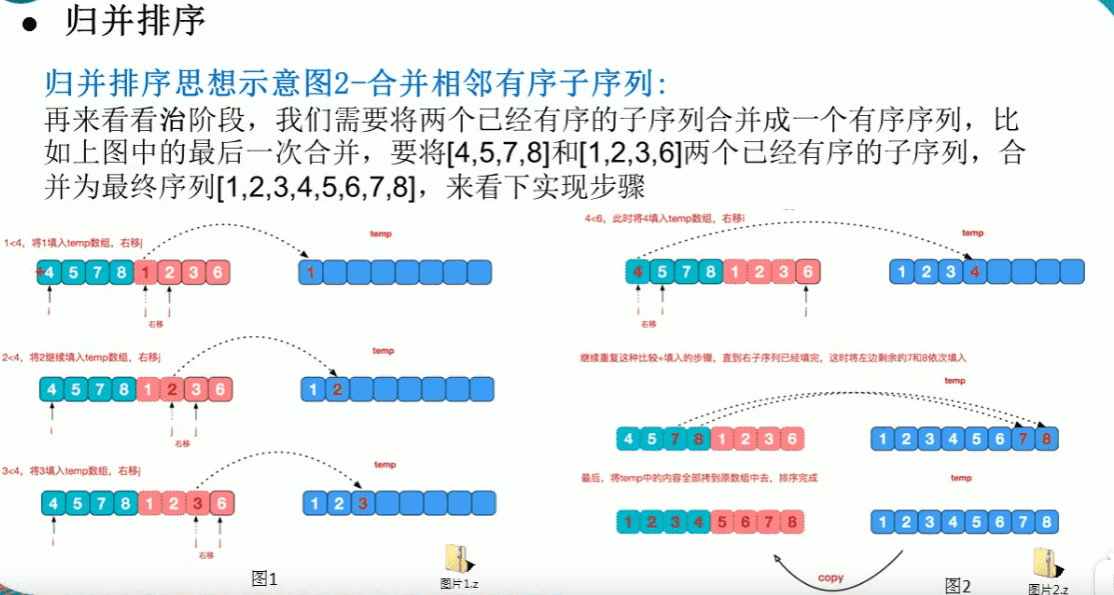 ● 归并排序
归并排序思想示意图2-合并相邻有序子序列:
再来看看治阶段，我们需要将两个已经有序的子序列合并成一个有序序列，比
如上图中的最后一次合并，要将[4,5,7,8]和[1,2,3,6]两个已经有序的子序列，合
并为最终序列[1,2,3,4,5,6,7,8]，来看下实现步骤
1<4，将1填入temp数组，右移j
temp
4 5 7 8 1 2 3 6
1
i
j
j
右移
2<4，将2继续填入temp数组，右移j
temp
4 5 7 8 1 2 3 6
1 2
i
j
j
右移
3<4，将3填入temp数组，右移j
temp
4 5 7 8 1 2 3 6
1 2 3
i
j
j
右移
图1
图片1.z
4<6，此时将4填入temp数组，右移i
temp
4 5 7 8 1 2 3 6
1 2 3 4
i
i
j
右移
继续重复这种比较+填入的步骤，直到右子序列已经填完，这时将左边剩余的7和8依次填入
temp
4 5 7 8 1 2 3 6
1 2 3 4 5 6 7 8
最后，将temp中的内容全部拷到原数组中去，排序完成
temp
1 2 3 4 5 6 7 8
1 2 3 4 5 6 7 8
copy
图2
图片2.z